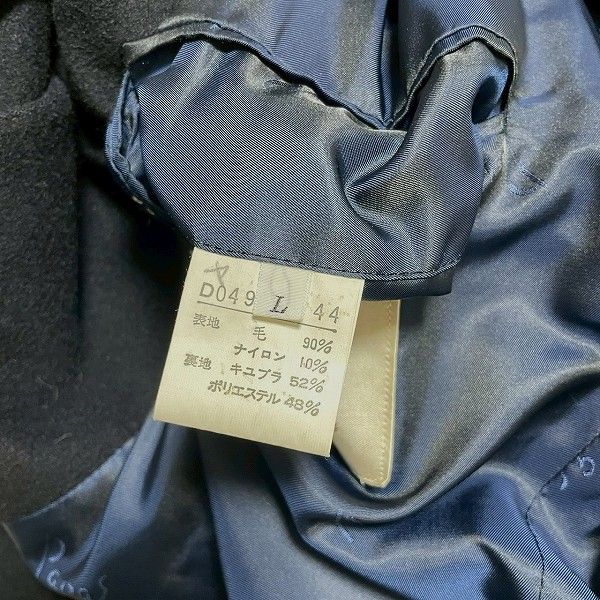 D049 L 44
表地 毛 90%
ナイロン 10%
裏地 キユプラ 52%
ポリエステル 48%